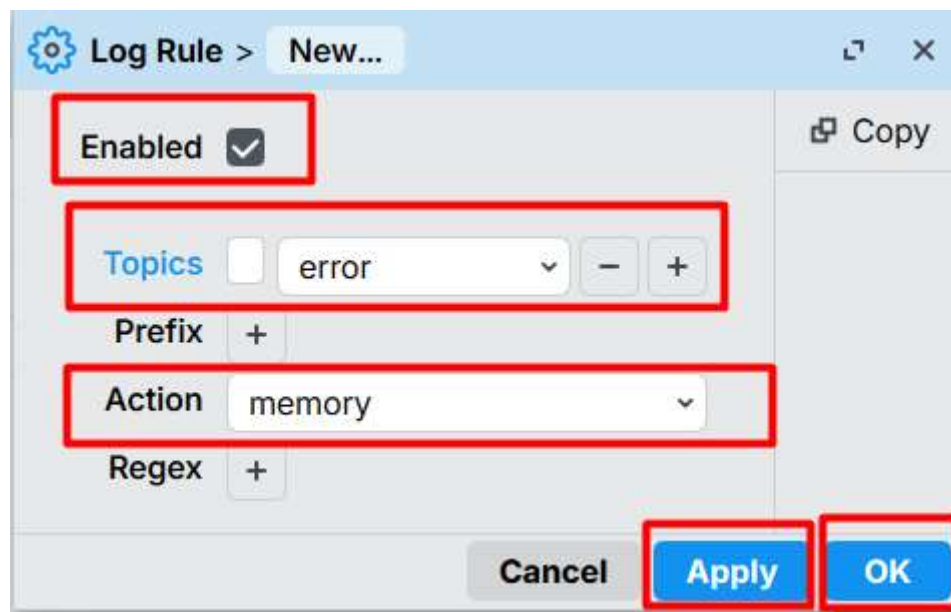 Log Rule > New...
Enabled
Copy
Topics error - +
Prefix +
Action memory
Regex +
Cancel Apply OK